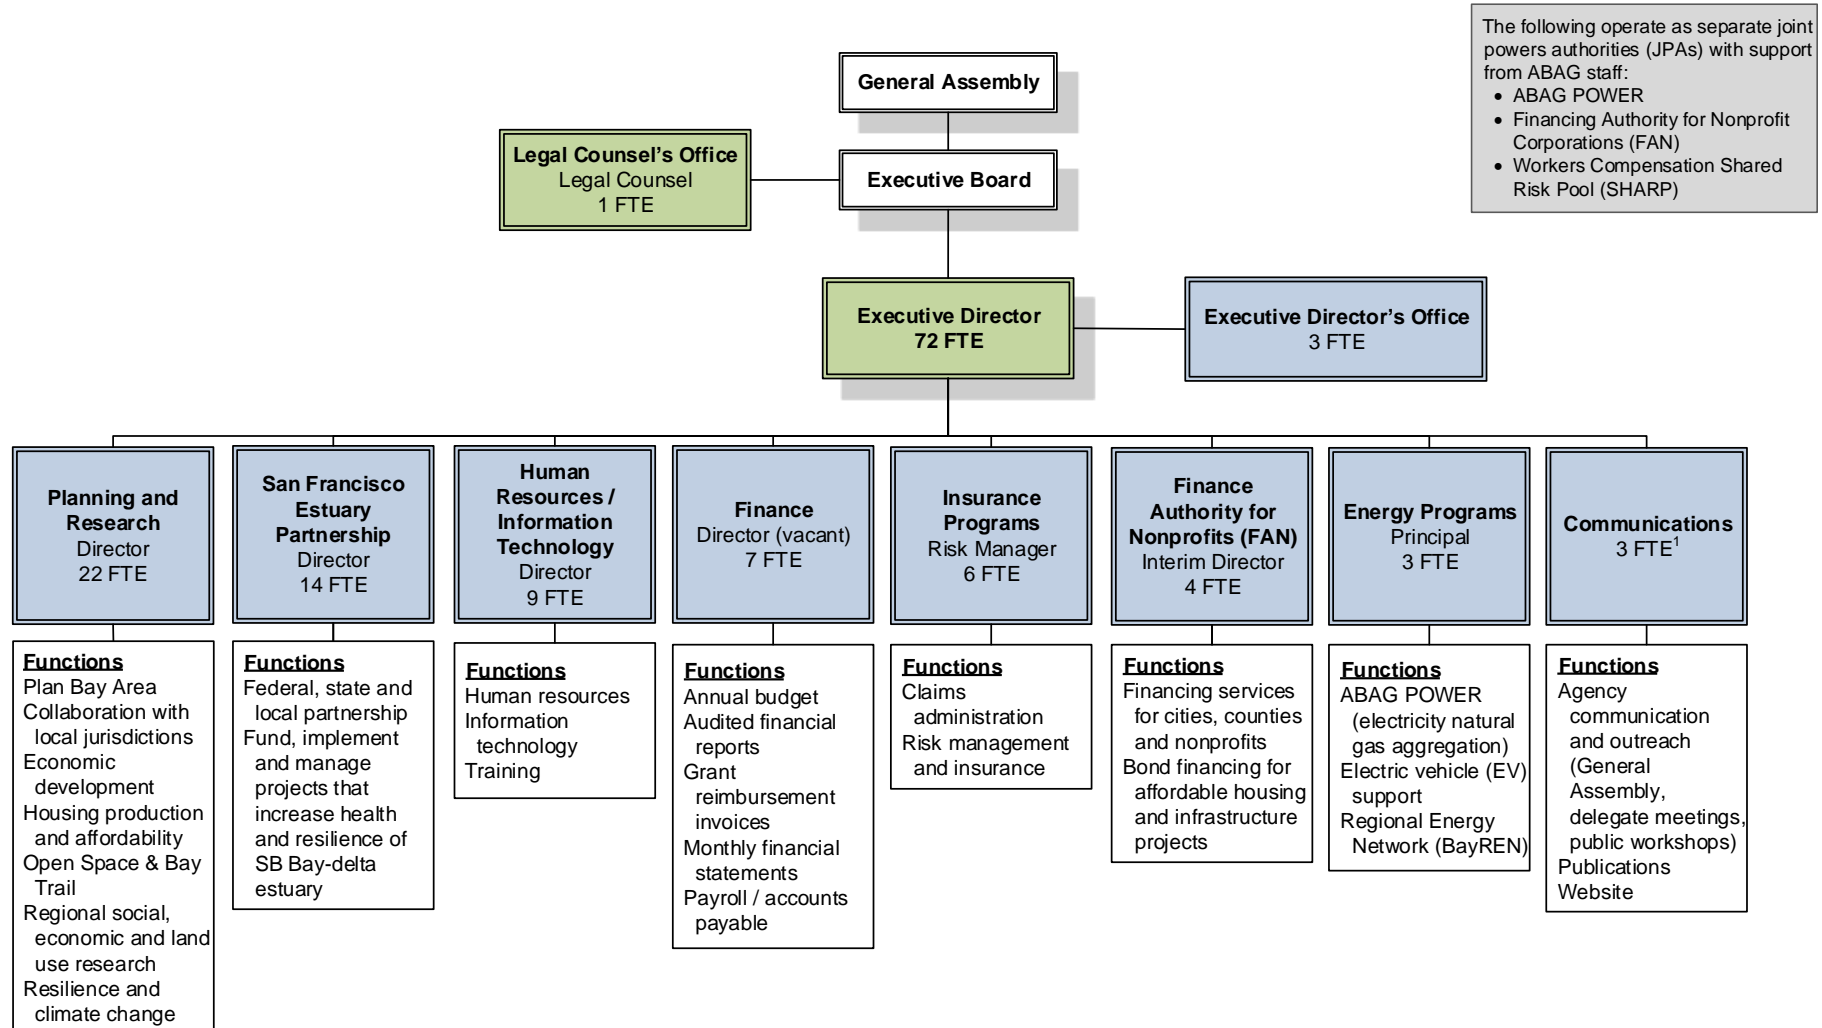 The following operate as separate joint
powers authorities (JPAs) with support
from ABAG staff:
• ABAG POWER
• Financing Authority for Nonprofit
Corporations (FAN)
• Workers Compensation Shared
Risk Pool (SHARP)
General Assembly
Legal Counsel’s Office
Legal Counsel
1 FTE
Executive Board
Executive Director
72 FTE
Executive Director’s Office
3 FTE
Planning and
Research
Director
22 FTE
San Francisco
Estuary
Partnership
Director
14 FTE
Human
Resources /
Information
Technology
Director
9 FTE
Finance
Director (vacant)
7 FTE
Insurance
Programs
Risk Manager
6 FTE
Finance
Authority for
Nonprofits (FAN)
Interim Director
4 FTE
Energy Programs
Principal
3 FTE
Communications
3 FTE¹
Functions
Plan Bay Area
Collaboration with
local jurisdictions
Economic
development
Housing production
and affordability
Open Space & Bay
Trail
Regional social,
economic and land
use research
Resilience and
climate change
Functions
Federal, state and
local partnership
Fund, implement
and manage
projects that
increase health
and resilience of
SB Bay-delta
estuary
Functions
Human resources
Information
technology
Training
Functions
Annual budget
Audited financial
reports
Grant
reimbursement
invoices
Monthly financial
statements
Payroll / accounts
payable
Functions
Claims
administration
Risk management
and insurance
Functions
Financing services
for cities, counties
and nonprofits
Bond financing for
affordable housing
and infrastructure
projects
Functions
ABAG POWER
(electricity natural
gas aggregation)
Electric vehicle (EV)
support
Regional Energy
Network (BayREN)
Functions
Agency
communication
and outreach
(General
Assembly,
delegate meetings,
public workshops)
Publications
Website